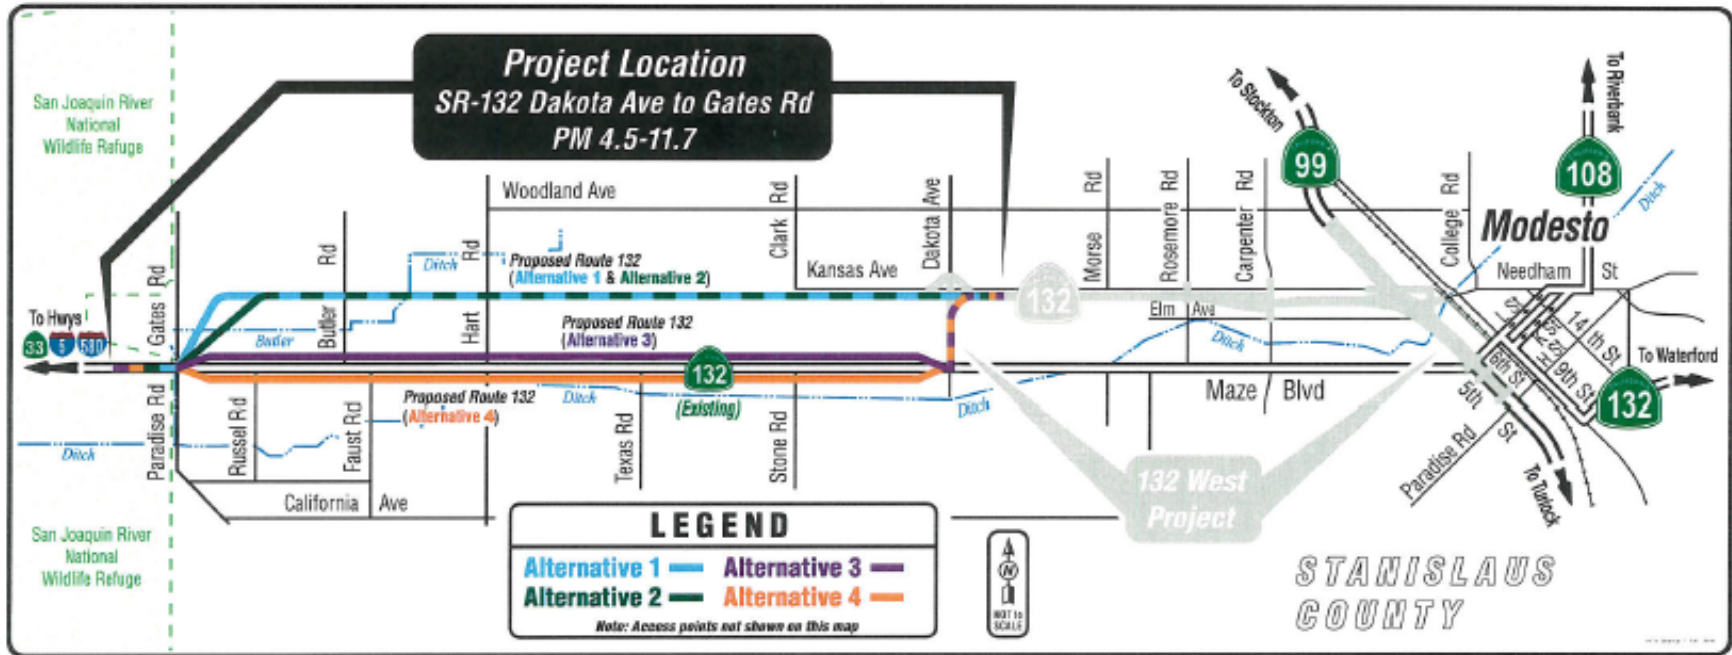 Project Location
SR-132 Dakota Ave to Gates Rd
PM 4.5-11.7
San Joaquin River
National
Wildlife Refuge
To Hwys
33
5
580
Gates Rd
Paradise Rd
Butler Rd
Hart Rd
Woodland Ave
Clark Rd
Kansas Ave
Dakota Ave
Morse Rd
Rosemore Rd
Carpenter Rd
College Rd
Ditch
Proposed Route 132
(Alternative 1 & Alternative 2)
Butler
Proposed Route 132
(Alternative 3)
132
(Existing)
Proposed Route 132
(Alternative 4)
Ditch
Ditch
Ditch
Russel Rd
Faust Rd
Texas Rd
Stone Rd
California Ave
132
Elm Ave
Ditch
Maze Blvd
132 West
Project
To Stockton
99
To Riverbank
108
Ditch
Modesto
Needham St
14 th St
9th St
6th St
5th St
To Waterford
132
Paradise Rd
To Turlock
San Joaquin River
National
Wildlife Refuge
LEGEND
Alternative 1
Alternative 3
Alternative 2
Alternative 4
Note: Access points not shown on this map
N
NOT to
SCALE
STANISLAUS
COUNTY